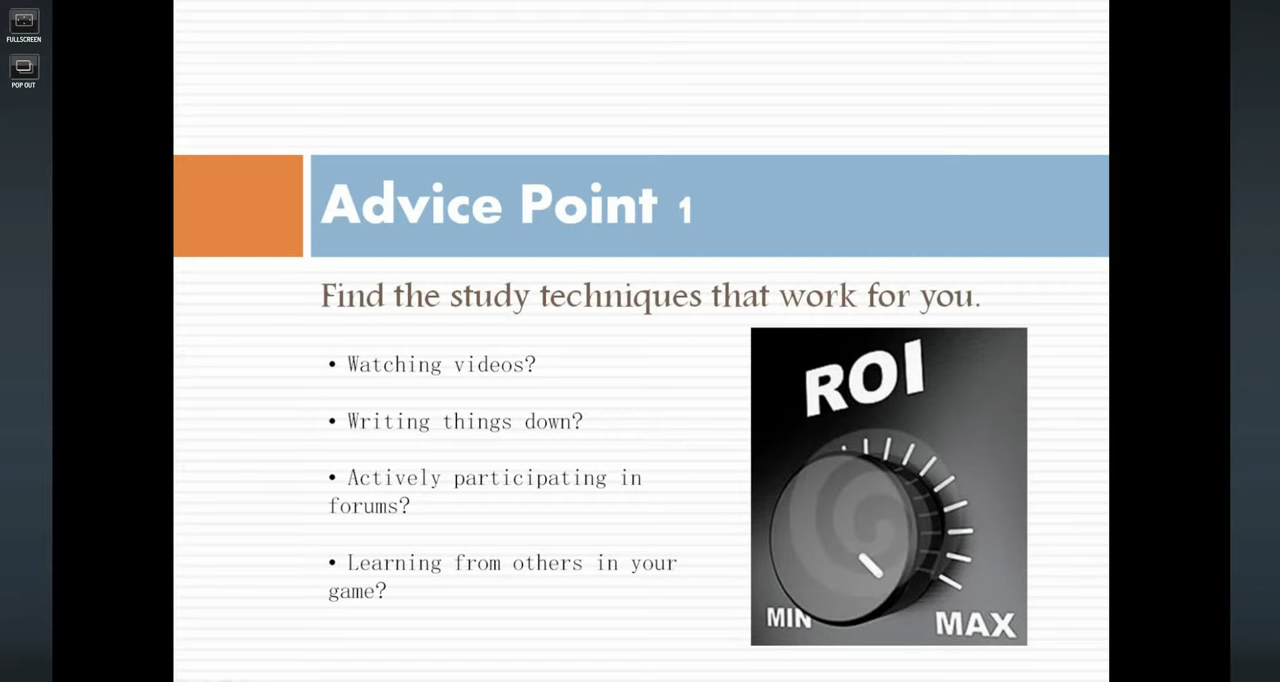 FULLSCREEN
POP OUT
Advice Point 1
Find the study techniques that work for you.
• Watching videos?
• Writing things down?
• Actively participating in
forums?
• Learning from others in your
game?
ROI
MIN
MAX